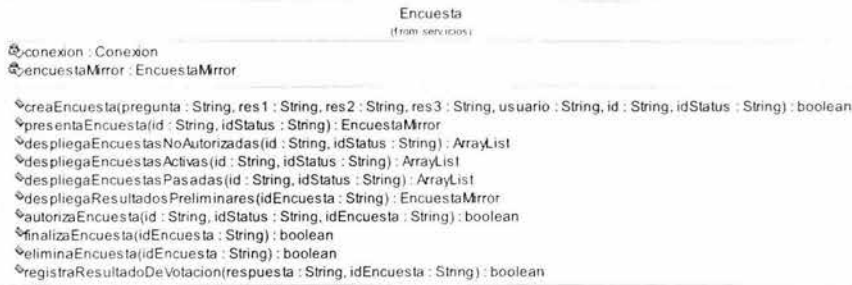 Encuesta
(from servicios)
conexion : Conexion
encuestaMirror : EncuestaMirror
creaEncuesta(pregunta : String, res1 : String, res2 : String, res3 : String, usuario : String, id : String, idStatus : String) : boolean
presentaEncuesta(id : String, idStatus : String) : EncuestaMirror
despliegaEncuestasNoAutorizadas(id : String, idStatus : String) : ArrayList
despliegaEncuestasActivas(id : String, idStatus : String) : ArrayList
despliegaEncuestasPasadas(id : String, idStatus : String) : ArrayList
despliegaResultadosPreliminares(idEncuesta : String) : EncuestaMirror
autorizaEncuesta(id : String, idStatus : String, idEncuesta : String) : boolean
finalizaEncuesta(idEncuesta : String) : boolean
eliminaEncuesta(idEncuesta : String) : boolean
registraResultadoDeVotacion(respuesta : String, idEncuesta : String) : boolean